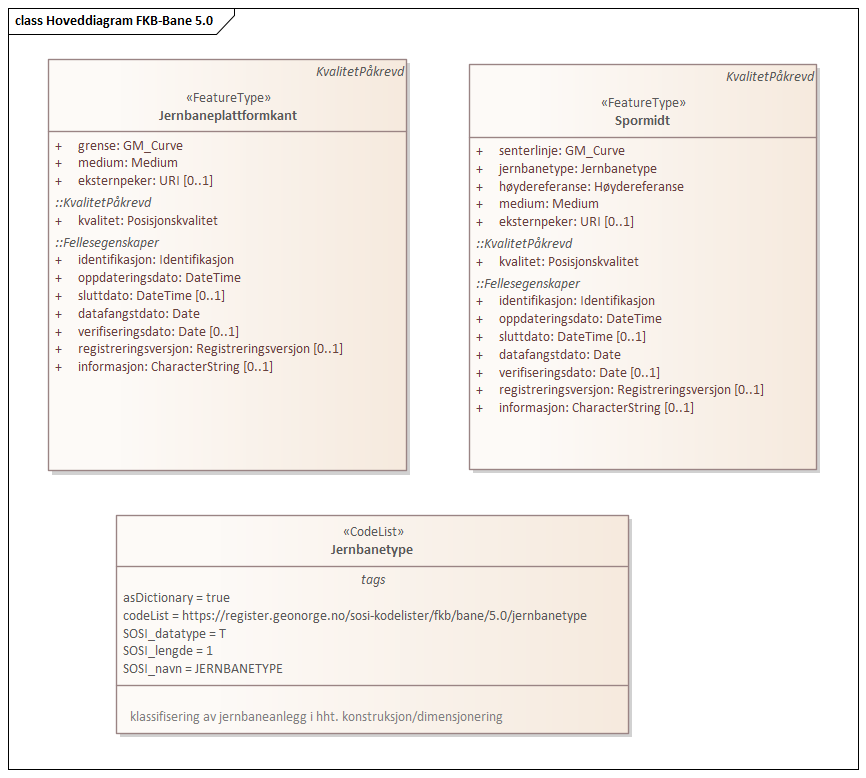 class Hoveddiagram FKB-Bane 5.0
KvalitetPåkrevd
«FeatureType»
Jernbaneplattformkant
+ grense: GM_Curve
+ medium: Medium
+ eksternpeker: URI [0..1]
::KvalitetPåkrevd
+ kvalitet: Posisjonskvalitet
::Fellesegenskaper
+ identifikasjon: Identifikasjon
+ oppdateringsdato: DateTime
+ sluttdato: DateTime [0..1]
+ datafangstdato: Date
+ verifiseringsdato: Date [0..1]
+ registreringsversjon: Registreringsversjon [0..1]
+ informasjon: CharacterString [0..1]
KvalitetPåkrevd
«FeatureType»
Spormidt
+ senterlinje: GM_Curve
+ jernbanetype: Jernbanetype
+ høydereferanse: Høydereferanse
+ medium: Medium
+ eksternpeker: URI [0..1]
::KvalitetPåkrevd
+ kvalitet: Posisjonskvalitet
::Fellesegenskaper
+ identifikasjon: Identifikasjon
+ oppdateringsdato: DateTime
+ sluttdato: DateTime [0..1]
+ datafangstdato: Date
+ verifiseringsdato: Date [0..1]
+ registreringsversjon: Registreringsversjon [0..1]
+ informasjon: CharacterString [0..1]
«CodeList»
Jernbanetype
tags
asDictionary = true
codeList = https://register.geonorge.no/sosi-kodelister/fkb/bane/5.0/jernbanetype
SOSI_datatype = T
SOSI_lengde = 1
SOSI_navn = JERNBANETYPE
klassifisering av jernbaneanlegg i hht. konstruksjon/dimensjonering